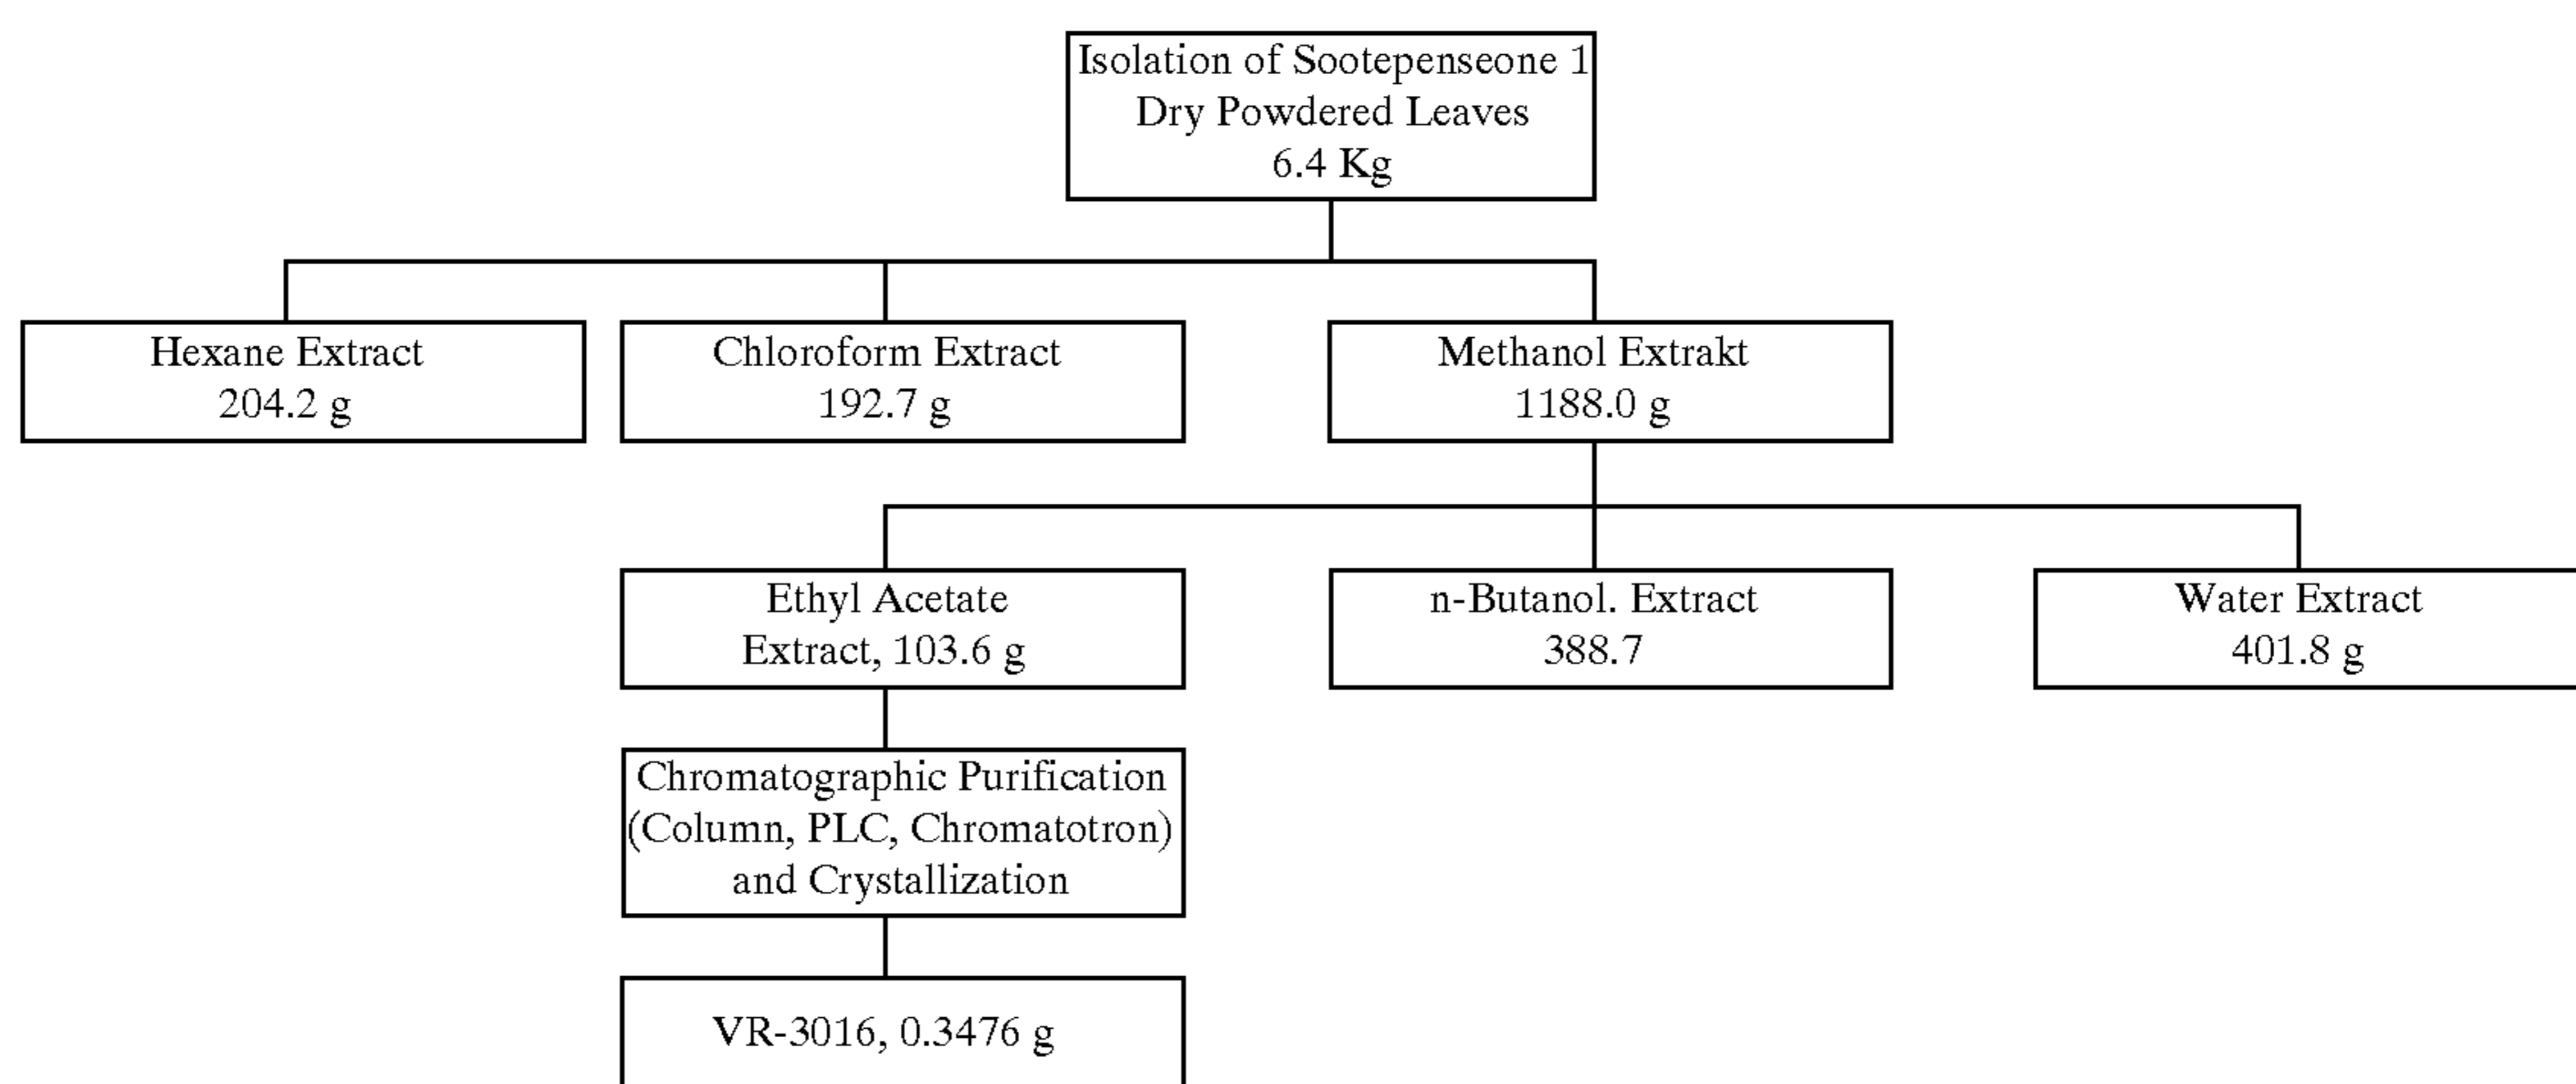 Isolation of Sootepenseone 1
Dry Powdered Leaves
6.4 Kg
Hexane Extract
204.2 g
Chloroform Extract
192.7 g
Methanol Extrakt
1188.0 g
Ethyl Acetate
Extract, 103.6 g
n-Butanol. Extract
388.7
Water Extract
401.8 g
Chromatographic Purification
(Column, PLC, Chromatotron)
and Crystallization
VR-3016, 0.3476 g